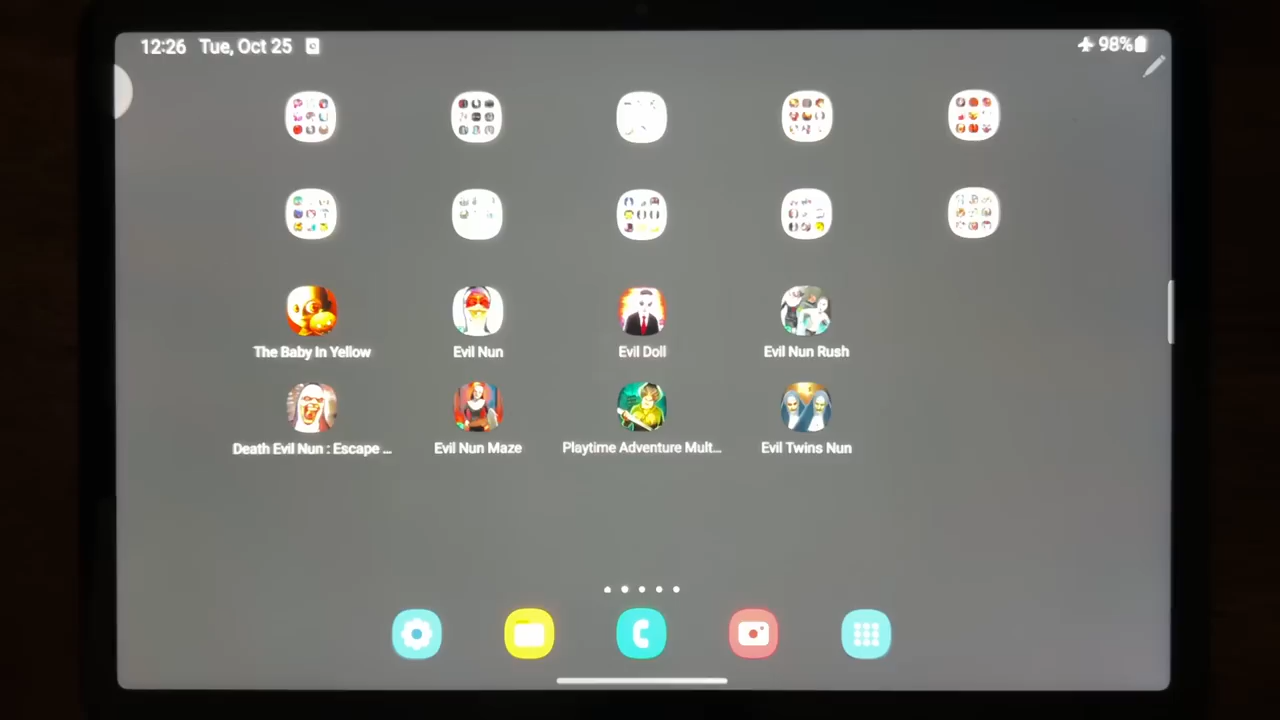 12:26 Tue, Oct 25
98%
The Baby In Yellow
Evil Nun
Evil Doll
Evil Nun Rush
Death Evil Nun : Escape ...
Evil Nun Maze
Playtime Adventure Mult...
Evil Twins Nun